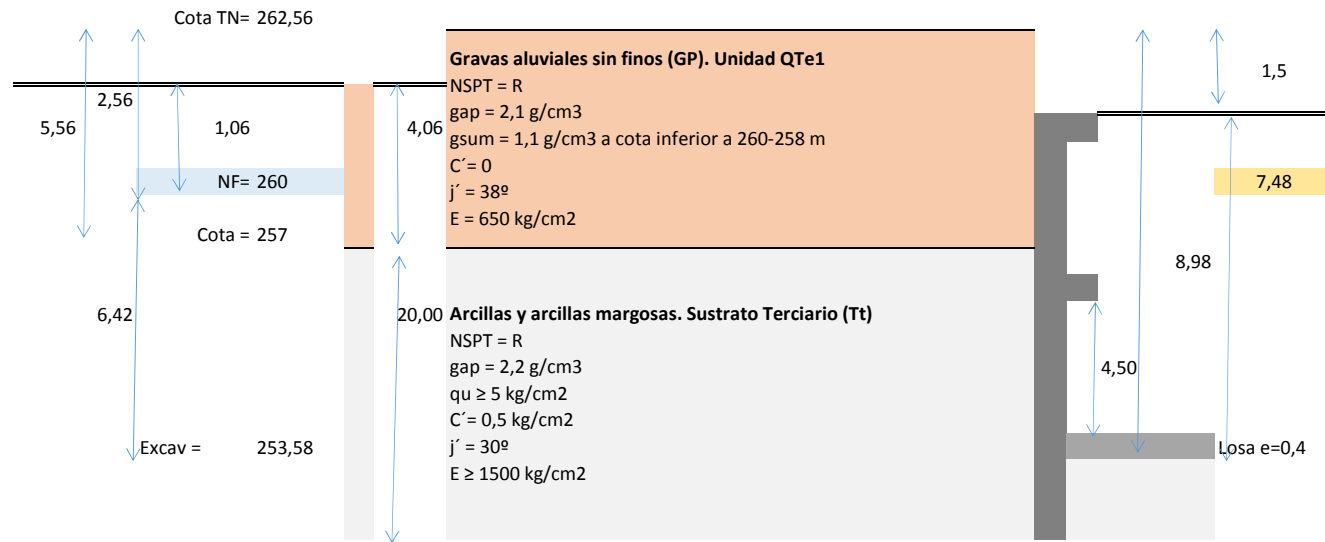 Cota TN= 262,56
Gravas aluviales sin finos (GP). Unidad QTe1
NSPT = R
gap = 2,1 g/cm3
gsum = 1,1 g/cm3 a cota inferior a 260-258 m
C´= 0
j´ = 38º
E = 650 kg/cm2
1,5
2,56
5,56
1,06
4,06
NF= 260
7,48
Cota = 257
8,98
6,42
20,00
Arcillas y arcillas margosas. Sustrato Terciario (Tt)
NSPT = R
gap = 2,2 g/cm3
qu ≥ 5 kg/cm2
C´= 0,5 kg/cm2
j´ = 30º
E ≥ 1500 kg/cm2
4,50
Excav = 253,58
Losa e=0,4